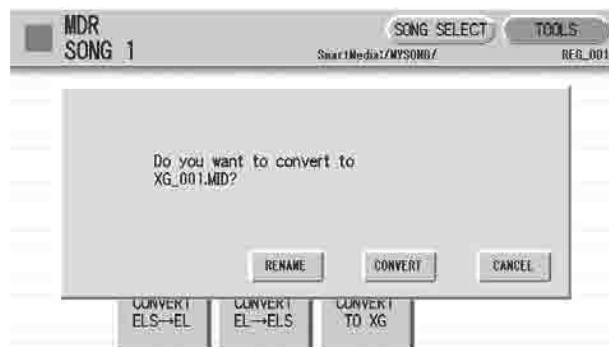 MDR
SONG SELECT
TOOLS
SONG 1
SmartMedia:/MYSONG/
REG_001
Do you want to convert to
XG_001.MID?
RENAME
CONVERT
CANCEL
CONVERT
ELS→EL
CONVERT
EL→ELS
CONVERT
TO XG